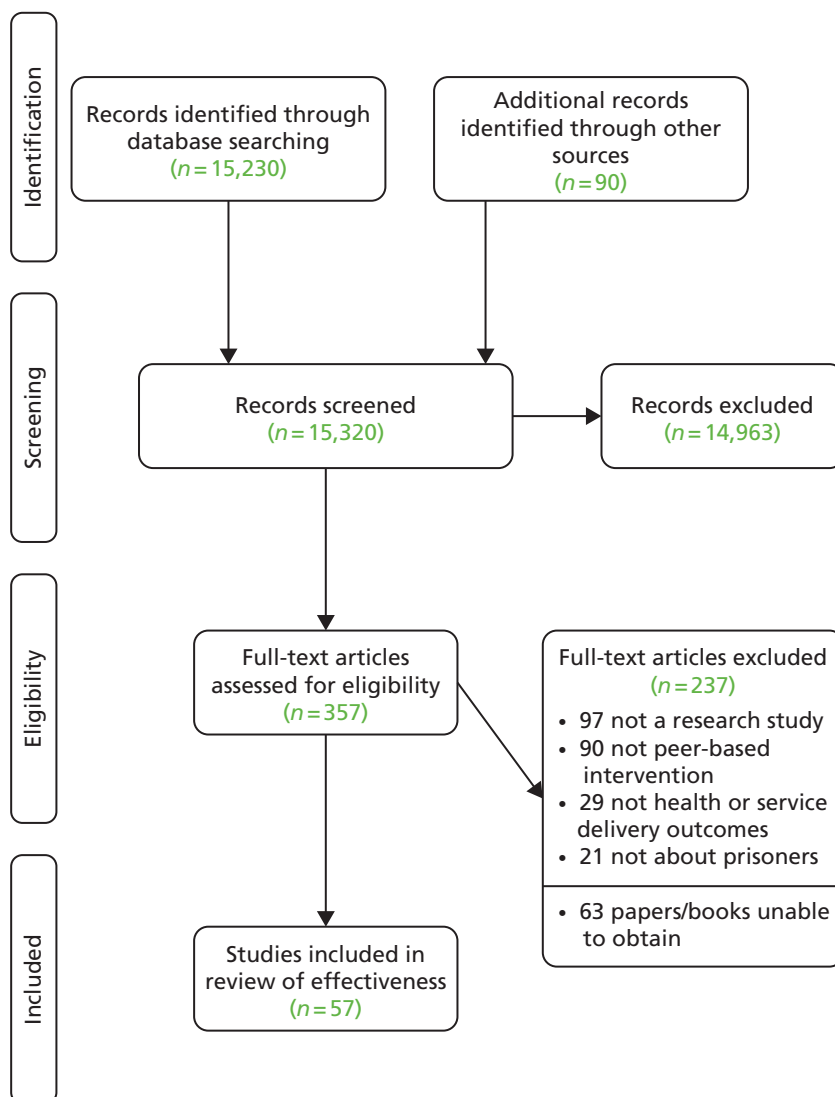 Identification
Records identified through
database searching
(n = 15,230)
Additional records
identified through other
sources
(n = 90)
Screening
Records screened
(n = 15,320)
Records excluded
(n = 14,963)
Eligibility
Full-text articles
assessed for eligibility
(n = 357)
Full-text articles excluded
(n = 237)
• 97 not a research study
• 90 not peer-based
intervention
• 29 not health or service
delivery outcomes
• 21 not about prisoners
• 63 papers/books unable
to obtain
Included
Studies included in
review of effectiveness
(n = 57)